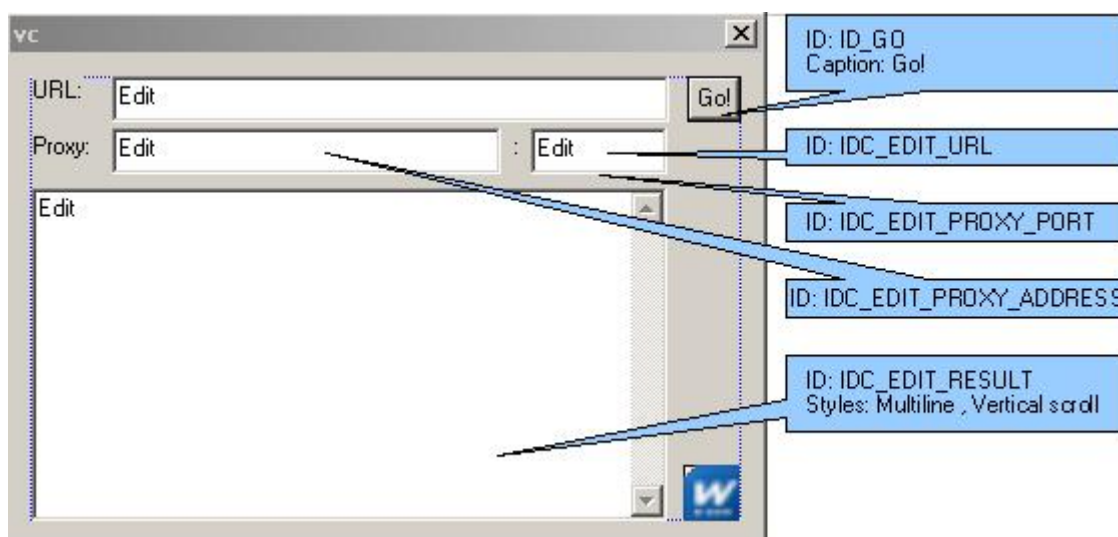 vc
ID: ID_GO
Caption: Go!
URL:
Edit
Go!
Proxy:
Edit
:
Edit
ID: IDC_EDIT_URL
ID: IDC_EDIT_PROXY_PORT
Edit
ID: IDC_EDIT_PROXY_ADDRESS
ID: IDC_EDIT_RESULT
Styles: Multiline , Vertical scroll
W